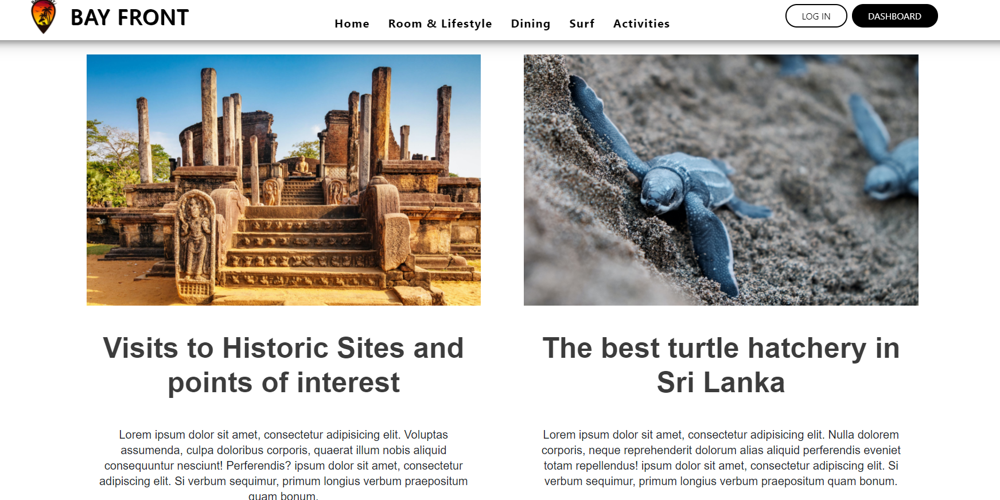 BAY FRONT
BAY FRONT
Home Room & Lifestyle Dining Surf Activities
LOG IN DASHBOARD
Visits to Historic Sites and
points of interest
Lorem ipsum dolor sit amet, consectetur adipisicing elit. Voluptas
assumenda, culpa doloribus corporis, quaerat illum nobis aliquid
consequuntur nesciunt! Perferendis? ipsum dolor sit amet, consectetur
adipiscing elit. Si verbum sequimur, primum longius verbum praepositum
quam bonum.
The best turtle hatchery in
Sri Lanka
Lorem ipsum dolor sit amet, consectetur adipisicing elit. Nulla dolorem
corporis, neque reprehenderit dolorum alias aliquid perferendis eveniet
totam repellendus! ipsum dolor sit amet, consectetur adipiscing elit. Si
verbum sequimur, primum longius verbum praepositum quam bonum.